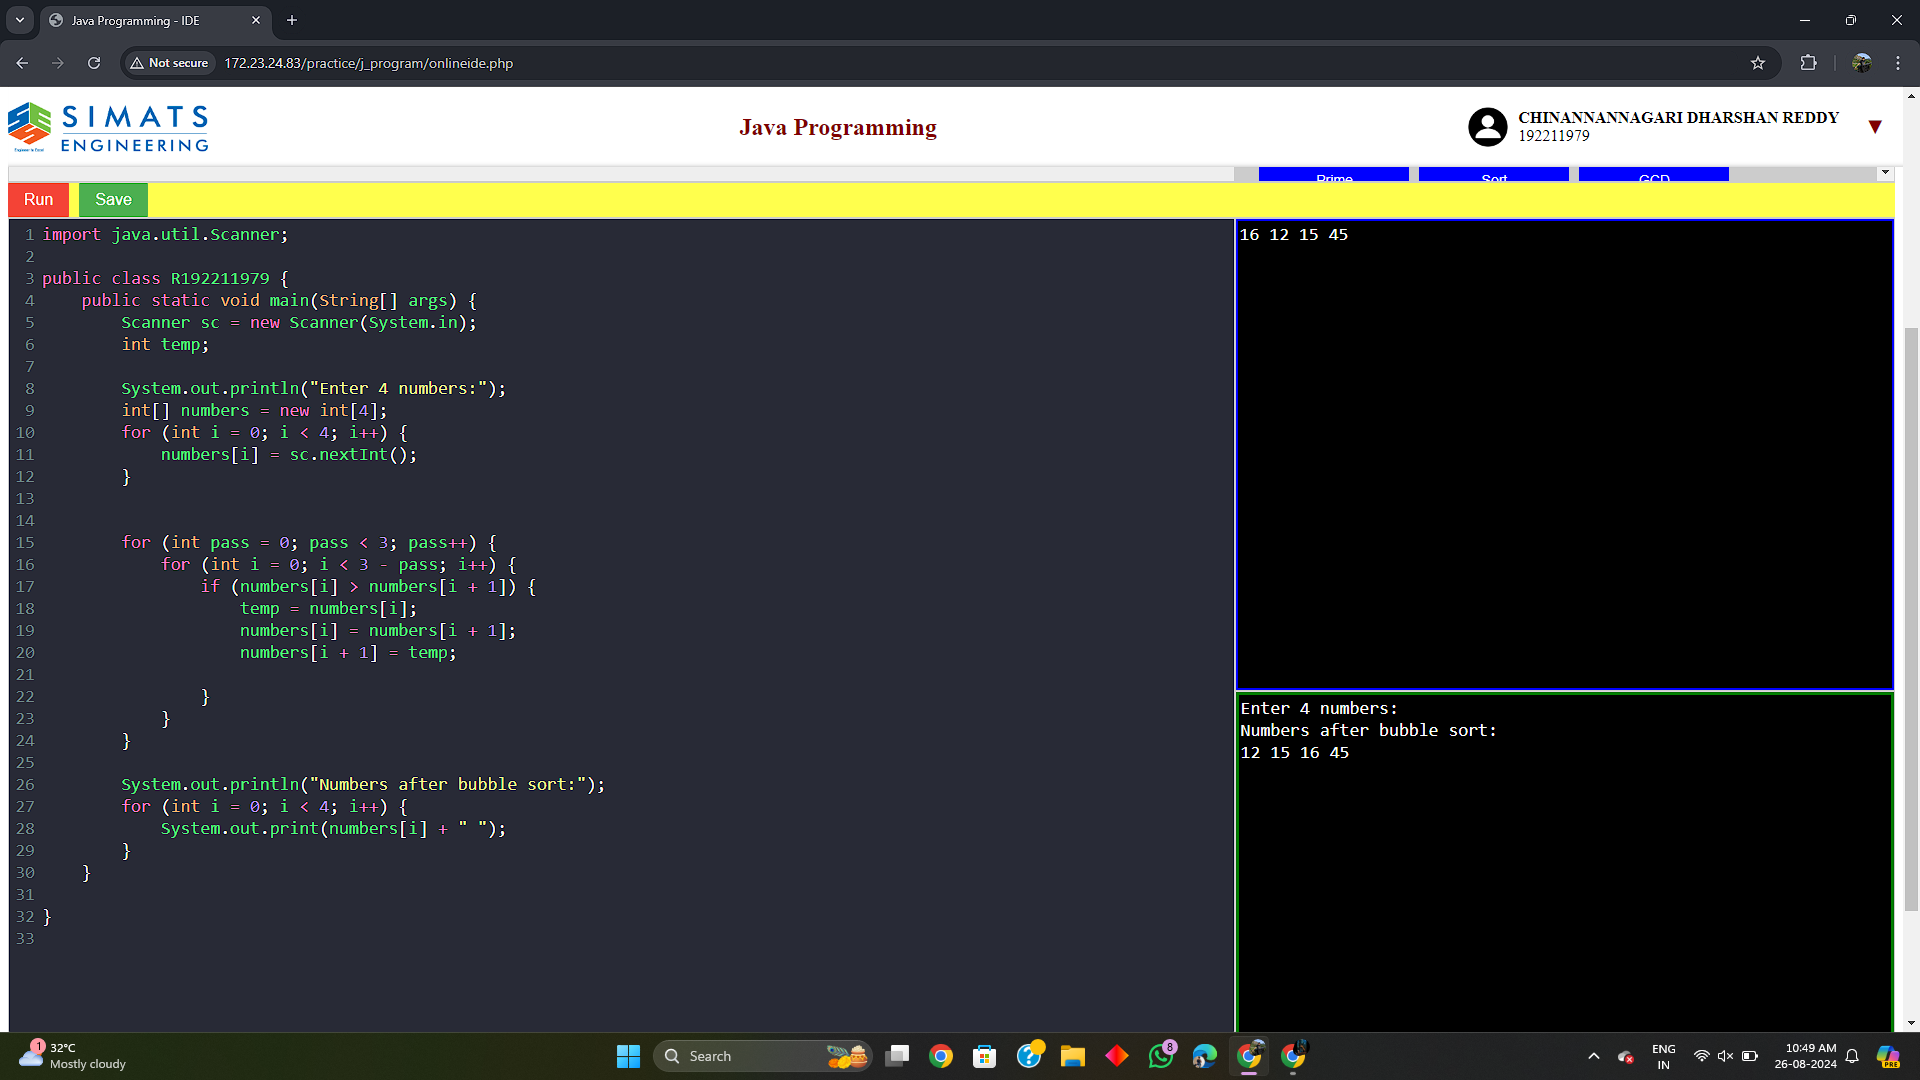 Java Programming - IDE
Not secure 172.23.24.83/practice/j_program/onlineide.php
SIMATS
ENGINEERING
Java Programming
CHINANNANNAGARI DHARSHAN REDDY
192211979
Prime Sort GCD
Run Save
1 import java.util.Scanner;
2
3 public class R192211979 {
4     public static void main(String[] args) {
5         Scanner sc = new Scanner(System.in);
6         int temp;
7
8         System.out.println("Enter 4 numbers:");
9         int[] numbers = new int[4];
10         for (int i = 0; i < 4; i++) {
11             numbers[i] = sc.nextInt();
12         }
13
14
15         for (int pass = 0; pass < 3; pass++) {
16             for (int i = 0; i < 3 - pass; i++) {
17                 if (numbers[i] > numbers[i + 1]) {
18                     temp = numbers[i];
19                     numbers[i] = numbers[i + 1];
20                     numbers[i + 1] = temp;
21
22                 }
23             }
24         }
25
26         System.out.println("Numbers after bubble sort:");
27         for (int i = 0; i < 4; i++) {
28             System.out.print(numbers[i] + " ");
29         }
30     }
31
32 }
33
16 12 15 45
Enter 4 numbers:
Numbers after bubble sort:
12 15 16 45
1
32°C
Mostly cloudy
Search
8
ENG
IN
10:49 AM
26-08-2024
PRE